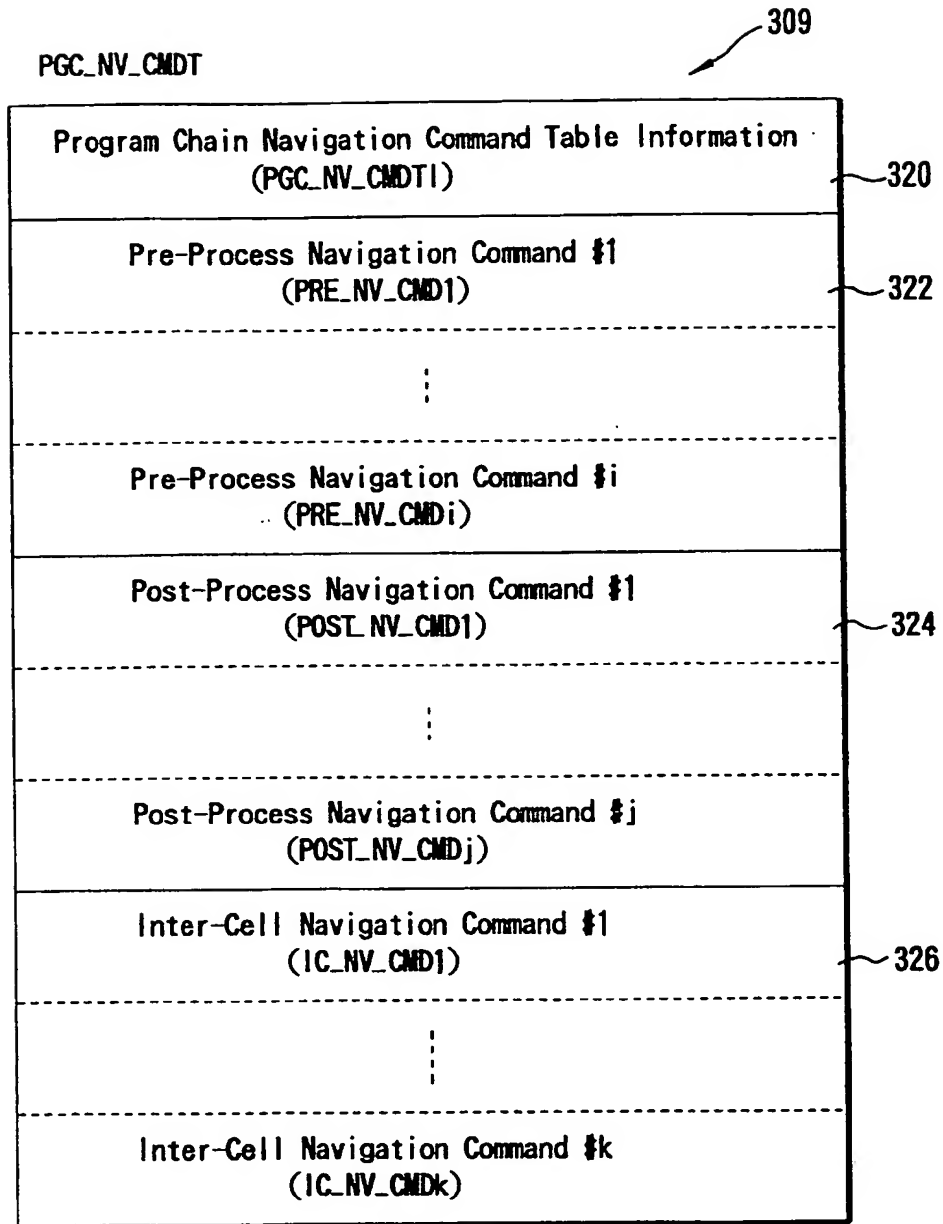 309
PGC_NV_CMDT
Program Chain Navigation Command Table Information
(PGC_NV_CMDTI)
320
Pre-Process Navigation Command #1
(PRE_NV_CMD1)
322
Pre-Process Navigation Command #i
(PRE_NV_CMDi)
Post-Process Navigation Command #1
(POST_NV_CMD1)
324
Post-Process Navigation Command #j
(POST_NV_CMDj)
Inter-Cell Navigation Command #1
(IC_NV_CMD1)
326
Inter-Cell Navigation Command #k
(IC_NV_CMDk)